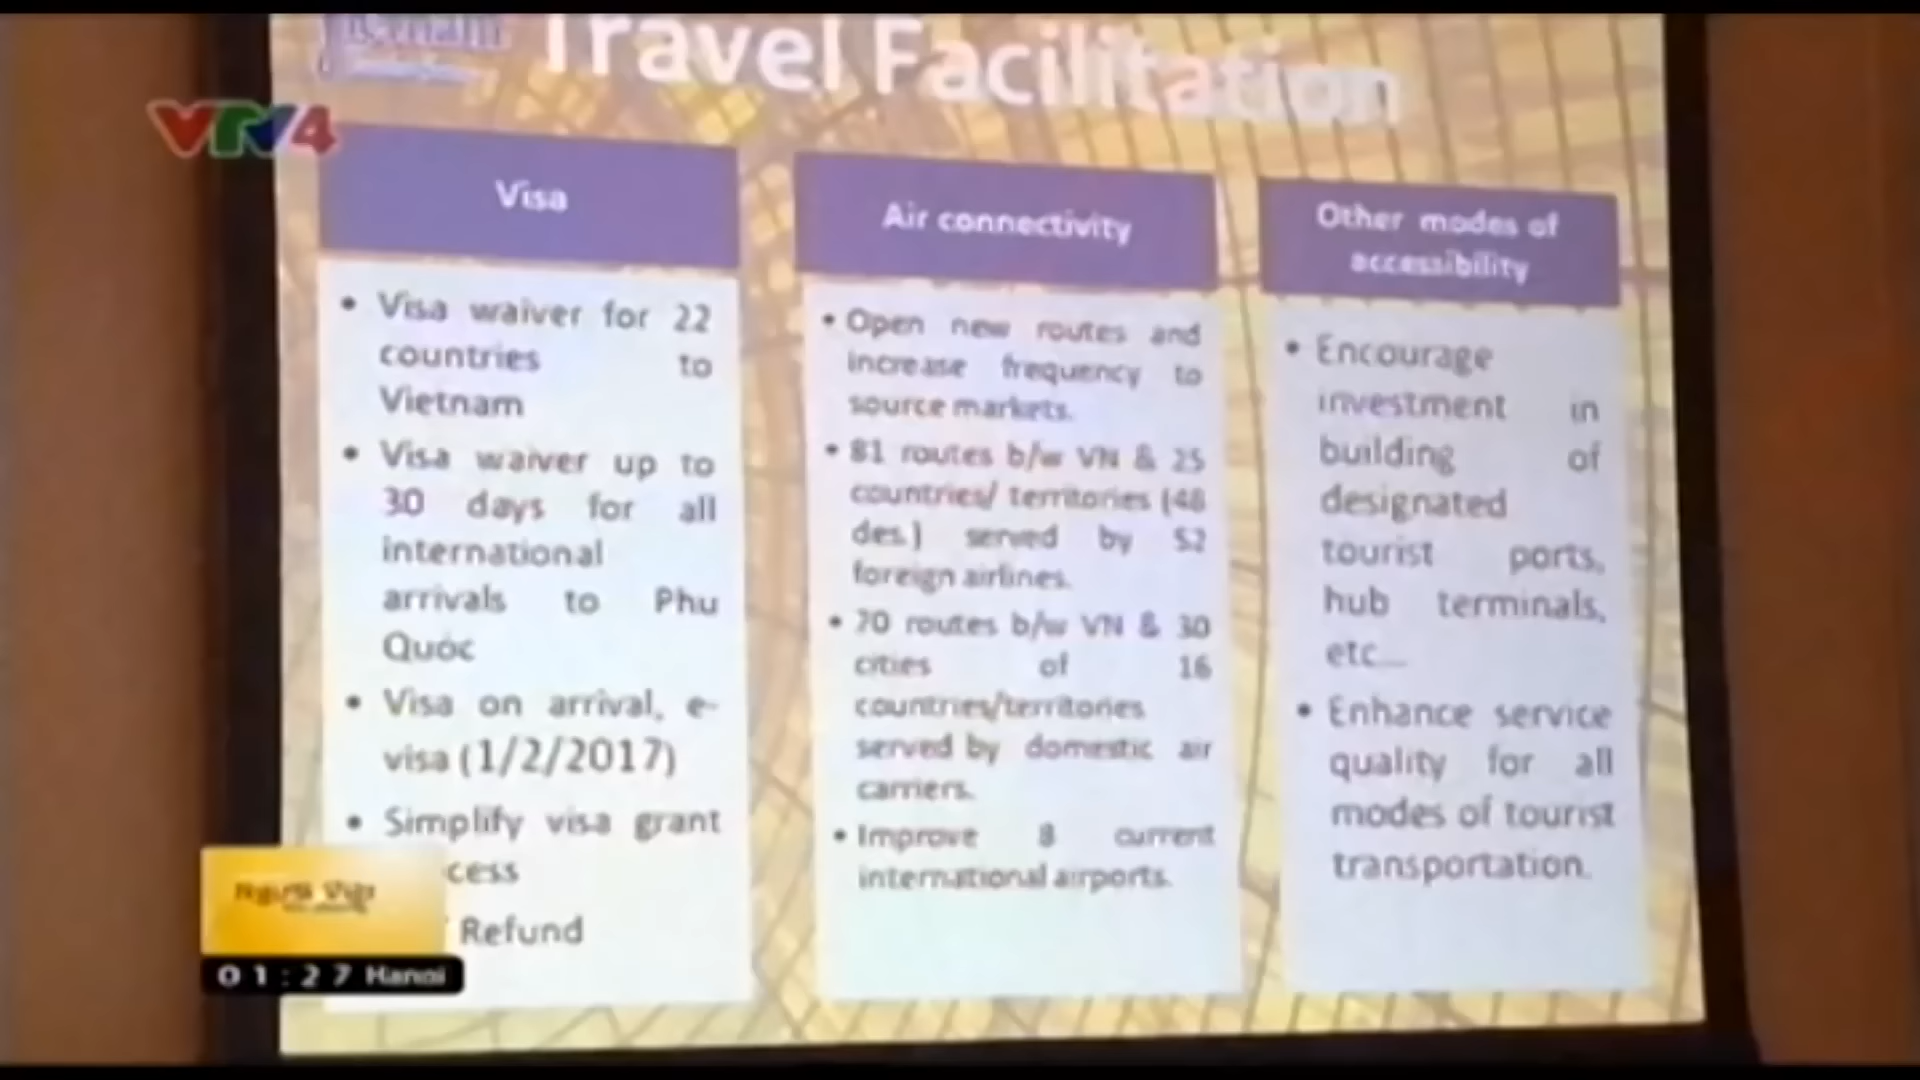 Travel Facilitation
VTV4
Visa
• Visa waiver for 22
countries to
Vietnam
• Visa waiver up to
30 days for all
international
arrivals to Phu
Quoc
• Visa on arrival, e-
visa (1/2/2017)
• Simplify visa grant
cess
Refund
Air connectivity
• Open new routes and
increase frequency to
source markets.
• 81 routes b/w VN & 25
countries/ territories (48
des.) served by 52
foreign airlines.
• 70 routes b/w VN & 30
cities of 16
countries/territories
served by domestic air
carriers.
• Improve 8 current
international airports.
Other modes of
accessibility
• Encourage
investment in
building of
designated
tourist ports,
hub terminals,
etc...
• Enhance service
quality for all
modes of tourist
transportation.
01:27 Hanoi